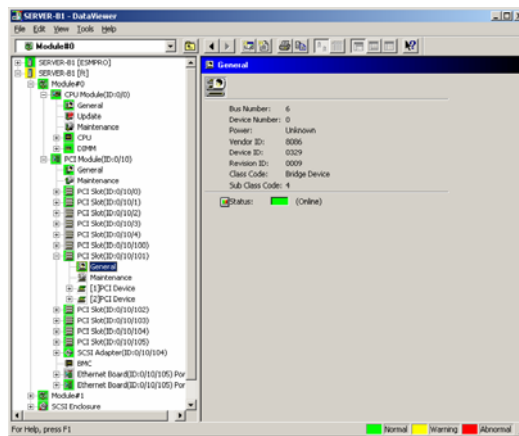 SERVER-B1 - DataViewer
File Edit View Tools Help
Module#0
SERVER-B1 [ESMPRO]
SERVER-B1 [ft]
Module#0
CPU Module(ID:0/0)
General
Update
Maintenance
CPU
DIMM
PCI Module(ID:0/10)
General
Maintenance
PCI Slot(ID:0/10/0)
PCI Slot(ID:0/10/1)
PCI Slot(ID:0/10/2)
PCI Slot(ID:0/10/3)
PCI Slot(ID:0/10/4)
PCI Slot(ID:0/10/100)
PCI Slot(ID:0/10/101)
General
Maintenance
[1]PCI Device
[2]PCI Device
PCI Slot(ID:0/10/102)
PCI Slot(ID:0/10/103)
PCI Slot(ID:0/10/104)
PCI Slot(ID:0/10/105)
SCSI Adapter(ID:0/10/104)
BMC
Ethernet Board(ID:0/10/105) Por
Ethernet Board(ID:0/10/105) Por
Module#1
SCSI Enclosure
General
Bus Number: 6
Device Number: 0
Power: Unknown
Vendor ID: 8086
Device ID: 0329
Revision ID: 0009
Class Code: Bridge Device
Sub Class Code: 4
Status: (Online)
For Help, press F1
Normal Warning Abnormal